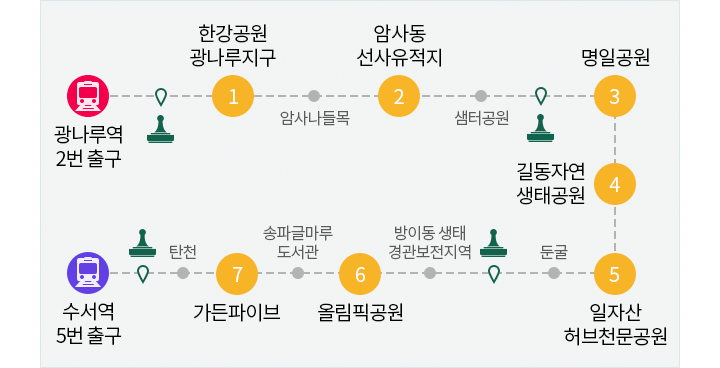 한강공원
광나루지구
암사동
선사유적지
명일공원
1
2
3
암사나들목
샘터공원
광나루역
2번 출구
길동자연
생태공원
4
탄천
송파글마루
도서관
방이동 생태
경관보전지역
둔굴
7
6
5
수서역
5번 출구
가든파이브
올림픽공원
일자산
허브천문공원